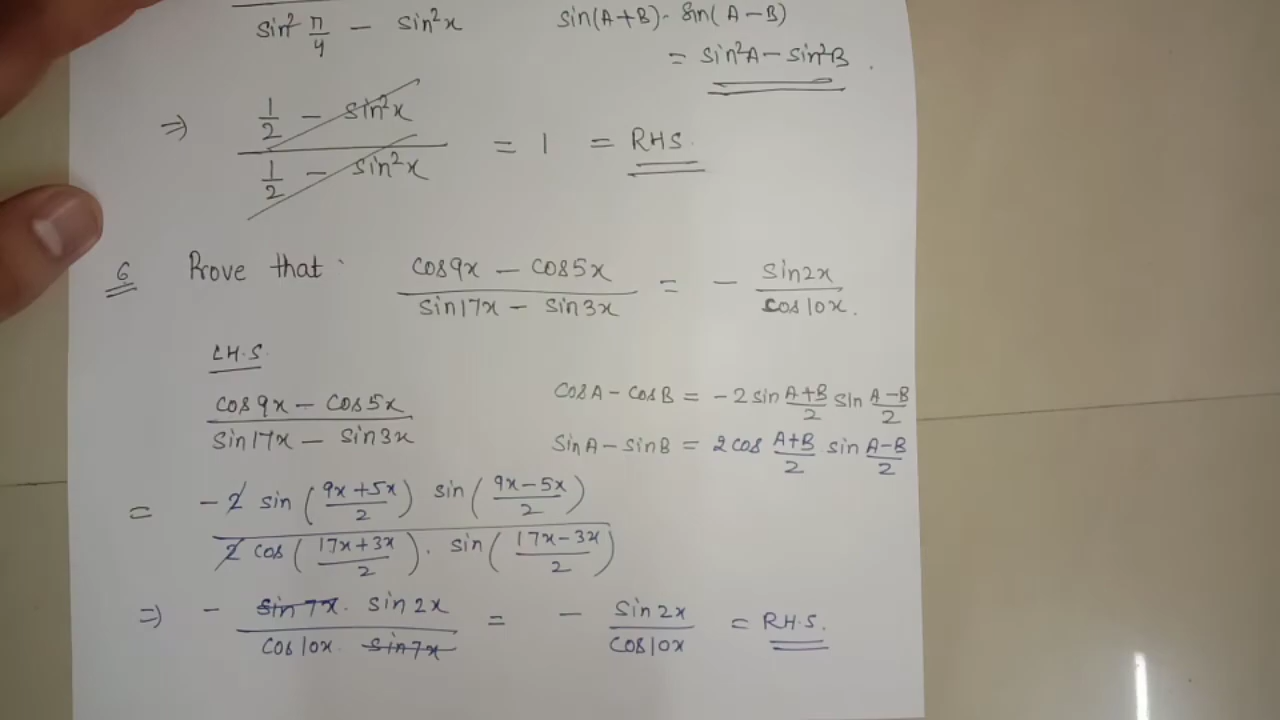 sin² π/4 − sin²x
sin(A+B)· sin(A−B)
= sin²A − sin²B .
⇒ (1/2 − sin²x)/(1/2 − sin²x) = 1 = RHS.
6 Prove that · (cos9x − cos5x)/(sin17x − sin3x) = − sin2x/cos10x.
L.H.S.
(cos9x − cos5x)/(sin17x − sin3x)
cosA − cosB = −2 sin (A+B)/2 sin (A−B)/2
sinA − sinB = 2 cos (A+B)/2 sin (A−B)/2
= (−2 sin ((9x+5x)/2) sin ((9x−5x)/2))/(2 cos ((17x+3x)/2) . sin ((17x−3x)/2))
⇒ − (sin7x. sin2x)/(cos10x. sin7x) = − sin2x/cos10x = R.H.S.